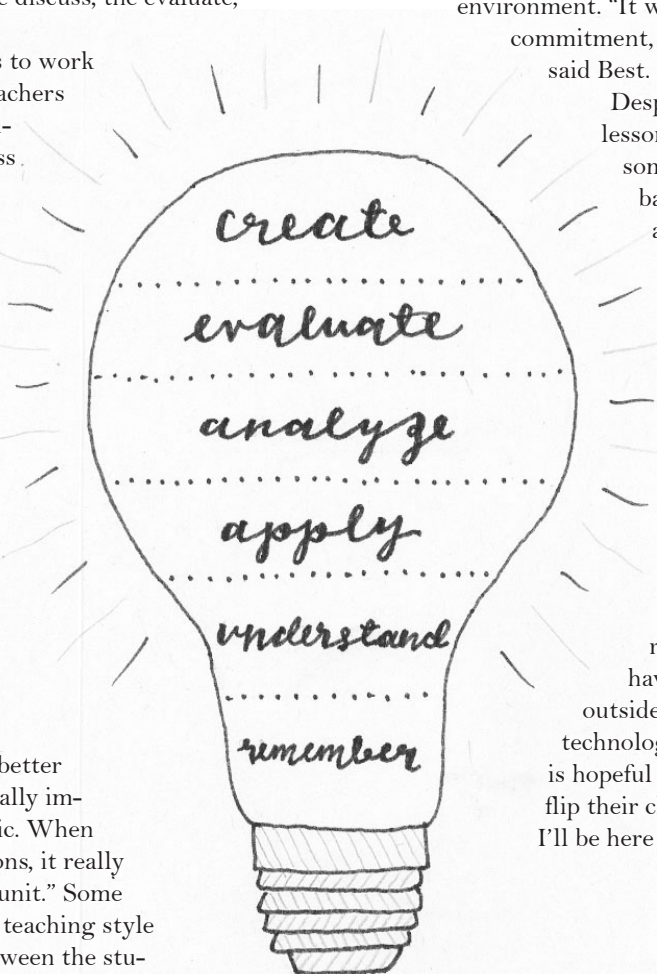 discuss, the evaluate,
to work
achers
ss
better
ally im-
ic. When
ons, it really
unit.” Some
teaching style
ween the stu-
create
evaluate
analyze
apply
understand
remember
environment. “It w
commitment,
said Best.
Desp
lesson
som
ba
a
hav
outside
technolog
is hopeful
flip their c
I’ll be here